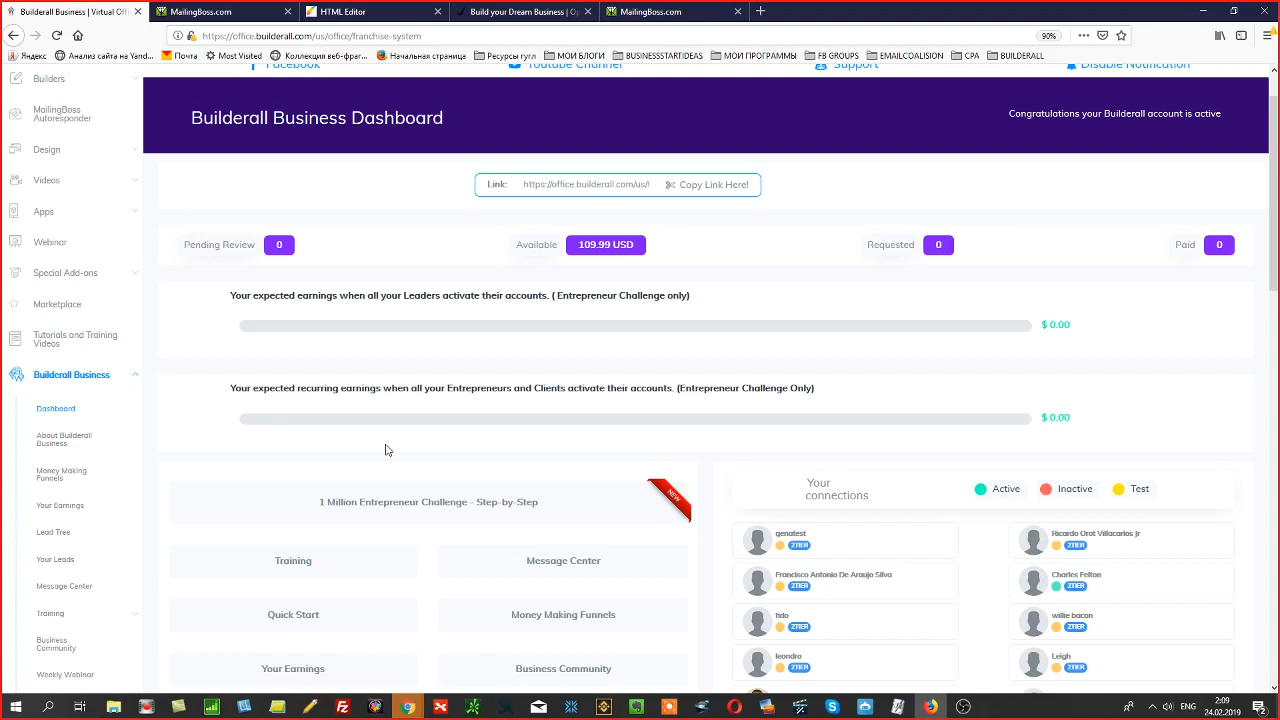 Builderall Business | Virtual Offi
MailingBoss.com
HTML Editor
Build your Dream Business | Op
MailingBoss.com
https://office.builderall.com/us/office/franchise-system
90%
Яндекс
Анализ сайта на Yand...
Почта
Most Visited
Коллекция веб-фраг...
Начальная страница
Ресурсы гугл
МОИ БЛОГИ
BUSINESSSTARTIDEAS
МОИ ПРОГРАММЫ
FB GROUPS
EMAILCOALISION
CPA
BUILDERALL
Facebook
Youtube Channel
Support
Disable Notification
Builders
MailingBoss
Autoresponder
Design
Videos
Apps
Webinar
Special Add-ons
Marketplace
Tutorials and Training
Videos
Builderall Business
Dashboard
About Builderall
Business
Money Making
Funnels
Your Earnings
Lead Tree
Your Leads
Message Center
Training
Business
Community
Weekly Webinar
Builderall Business Dashboard
Congratulations your Builderall account is active
Link: https://office.builderall.com/us/l Copy Link Here!
Pending Review 0
Available 109.99 USD
Requested 0
Paid 0
Your expected earnings when all your Leaders activate their accounts. ( Entrepreneur Challenge only)
$ 0.00
Your expected recurring earnings when all your Entrepreneurs and Clients activate their accounts. (Entrepreneur Challenge Only)
$ 0.00
1 Million Entrepreneur Challenge - Step-by-Step
NEW
Training
Message Center
Quick Start
Money Making Funnels
Your Earnings
Business Community
Your
connections
Active
Inactive
Test
genatest
2TIER
Ricardo Orot Villacarlos Jr
2TIER
Francisco Antonio De Araujo Silva
2TIER
Charles Felton
2TIER
fido
2TIER
willie bacon
2TIER
leondro
2TIER
Leigh
2TIER
ENG
2:09
24.02.2019
2